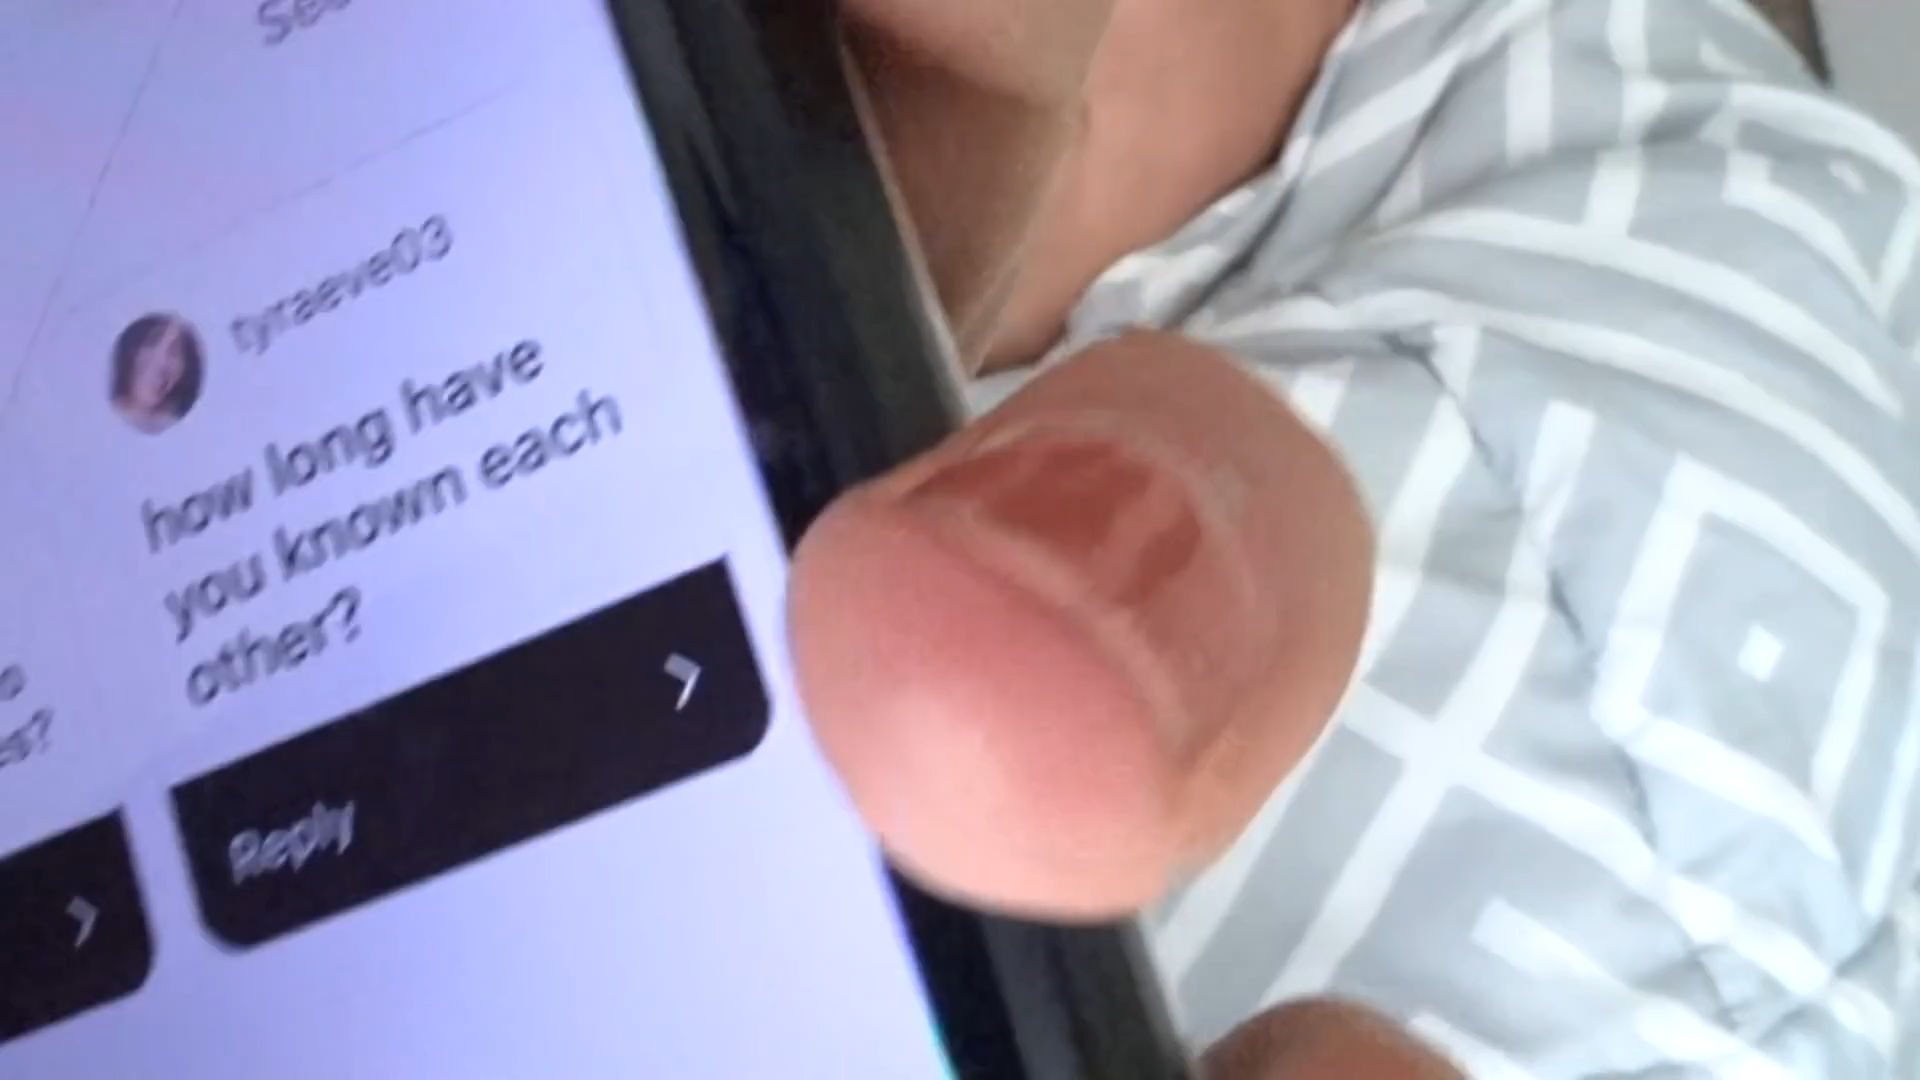 tyraeve03
how long have
you known each
other?
Reply